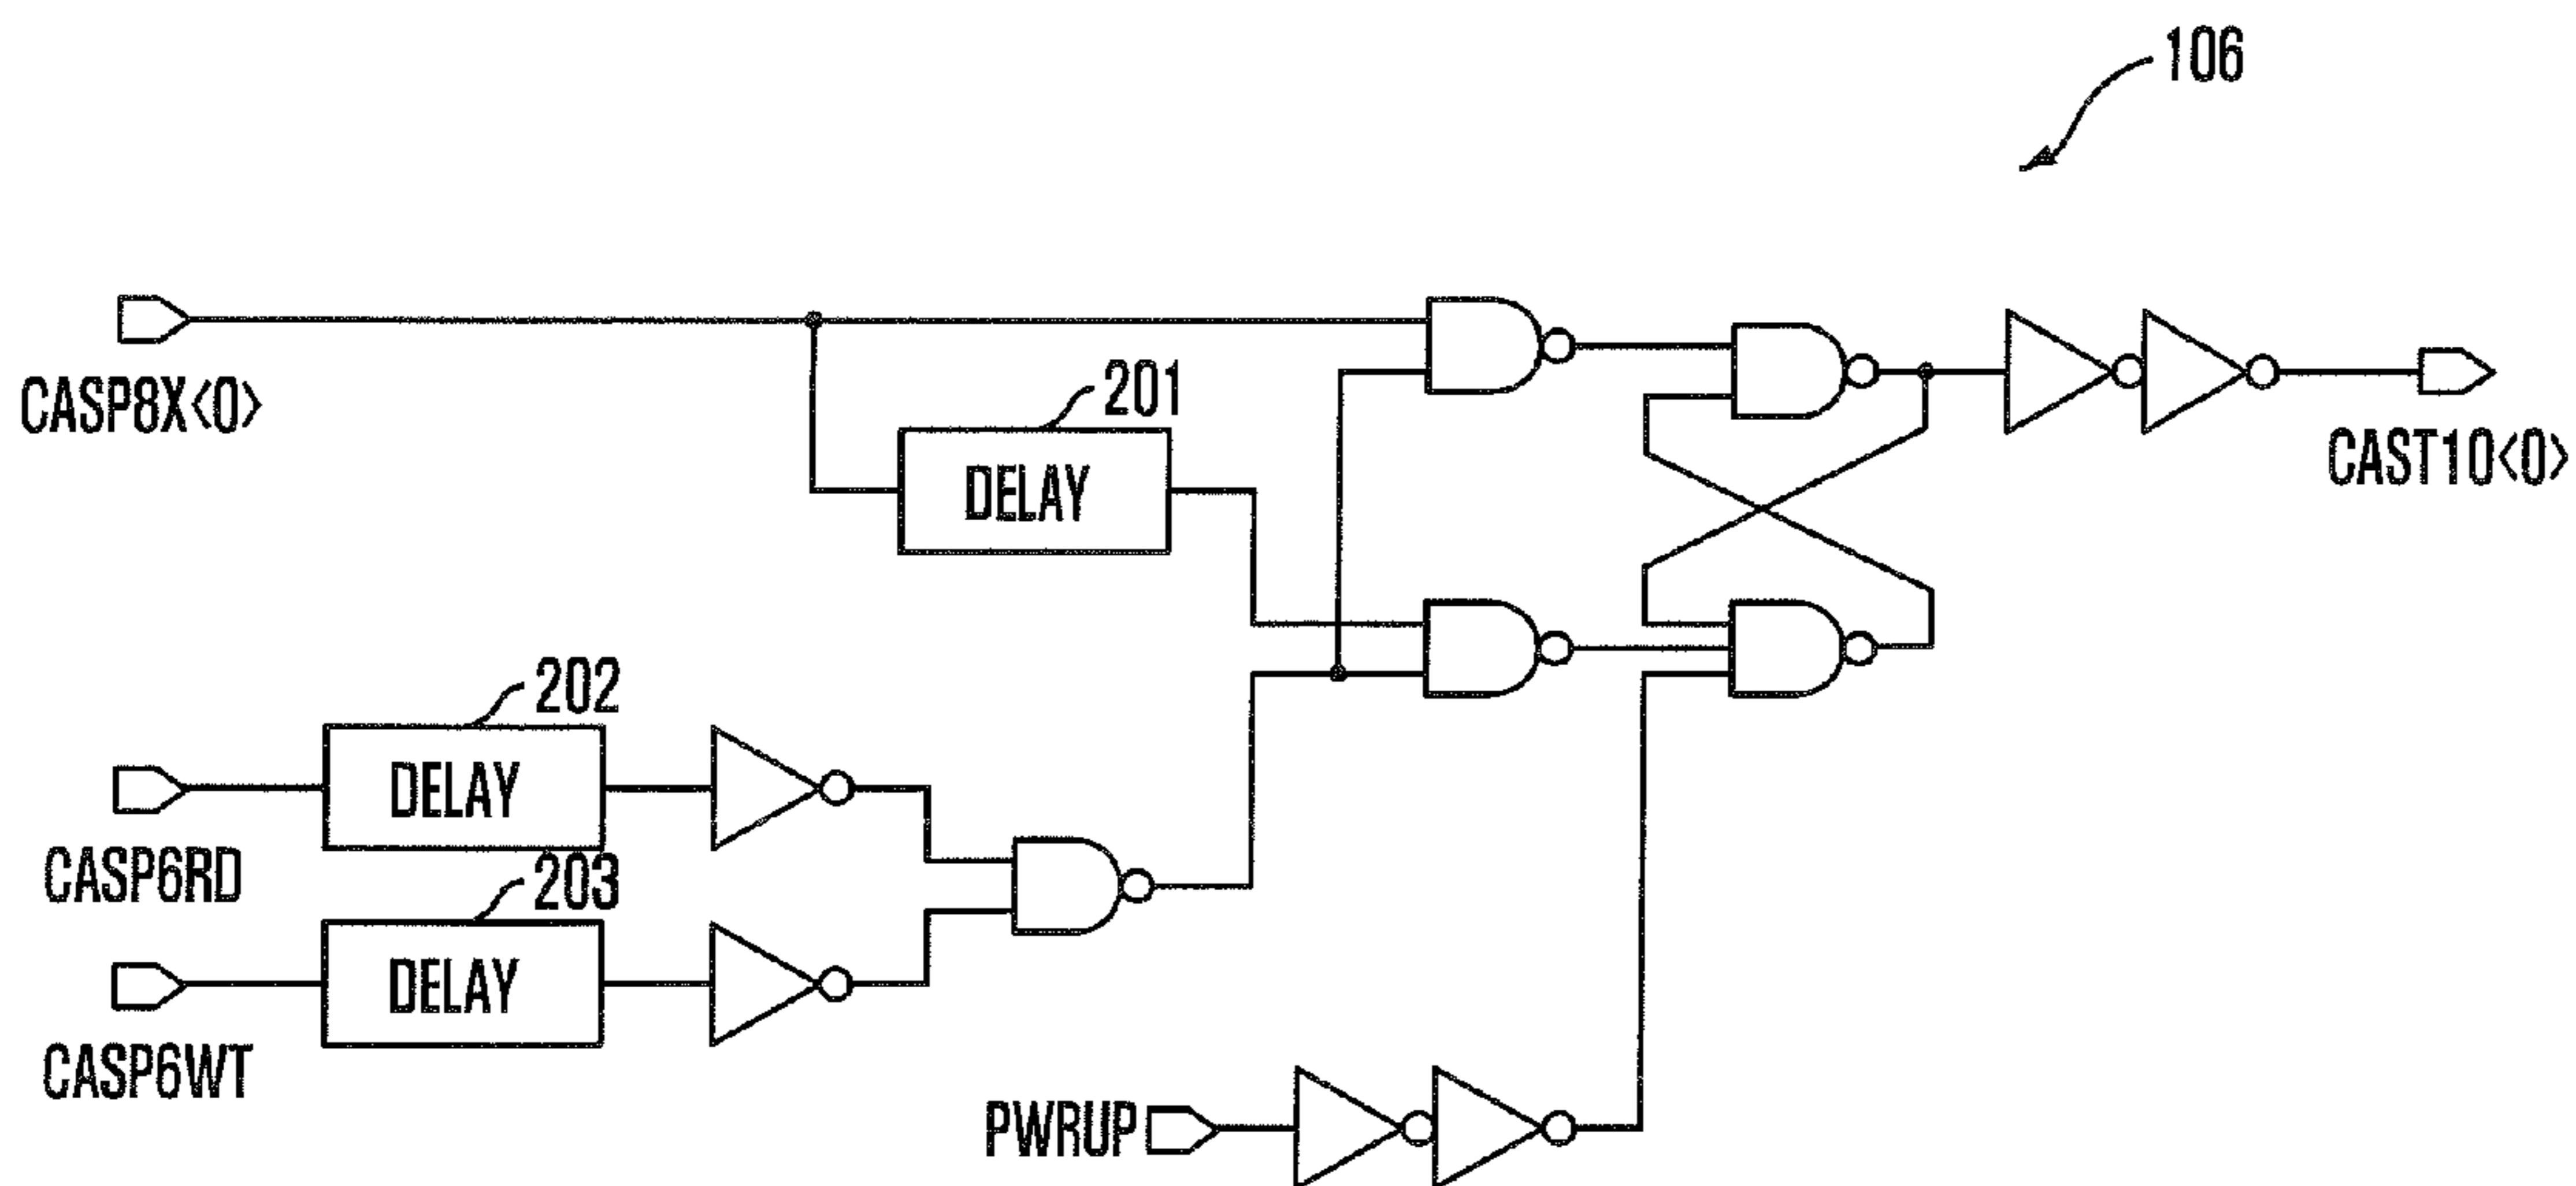 106
CASP8X<0>
201
DELAY
CAST10<0>
202
DELAY
CASP6RD
203
DELAY
CASP6WT
PWRUP